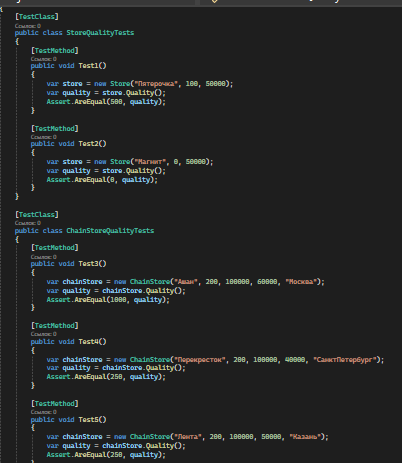 {
[TestClass]
Ссылок: 0
public class StoreQualityTests
{
[TestMethod]
Ссылок: 0
public void Test1()
{
var store = new Store("Пятерочка", 100, 50000);
var quality = store.Quality();
Assert.AreEqual(500, quality);
}
[TestMethod]
Ссылок: 0
public void Test2()
{
var store = new Store("Магнит", 0, 50000);
var quality = store.Quality();
Assert.AreEqual(0, quality);
}
}
[TestClass]
Ссылок: 0
public class ChainStoreQualityTests
{
[TestMethod]
Ссылок: 0
public void Test3()
{
var chainStore = new ChainStore("Ашан", 200, 100000, 60000, "Москва");
var quality = chainStore.Quality();
Assert.AreEqual(1000, quality);
}
[TestMethod]
Ссылок: 0
public void Test4()
{
var chainStore = new ChainStore("Перекресток", 200, 100000, 40000, "СанктПетербург");
var quality = chainStore.Quality();
Assert.AreEqual(250, quality);
}
[TestMethod]
Ссылок: 0
public void Test5()
{
var chainStore = new ChainStore("Лента", 200, 100000, 50000, "Казань");
var quality = chainStore.Quality();
Assert.AreEqual(250, quality);